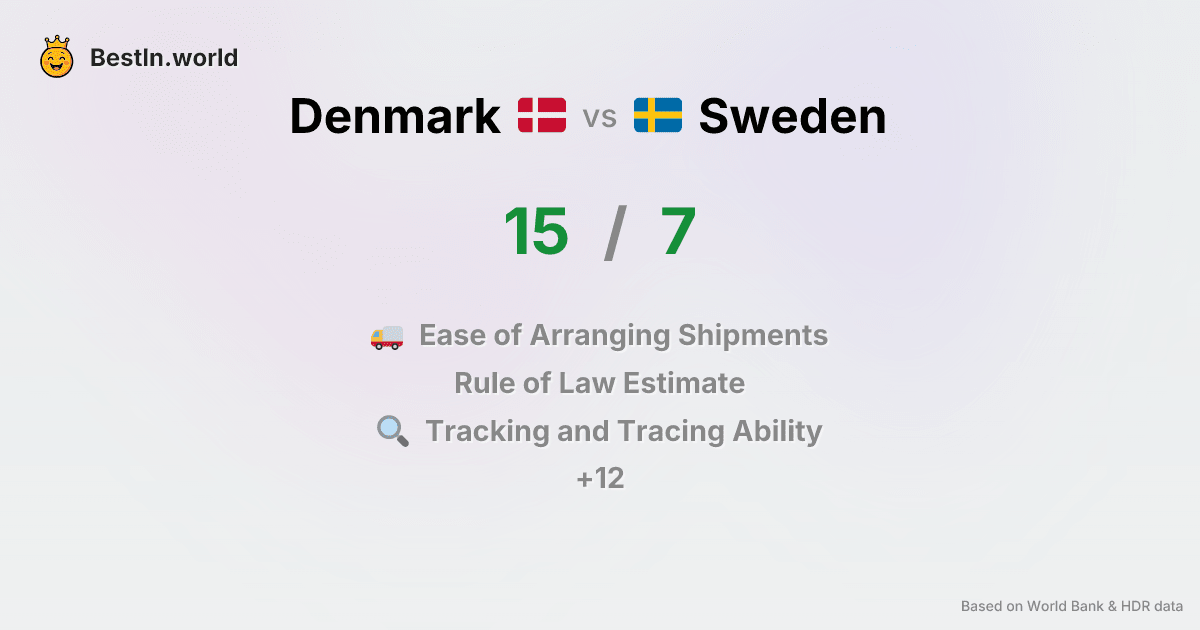 BestIn.world
Denmark vs Sweden
15 / 7
Ease of Arranging Shipments
Rule of Law Estimate
Tracking and Tracing Ability
+12
Based on World Bank & HDR data